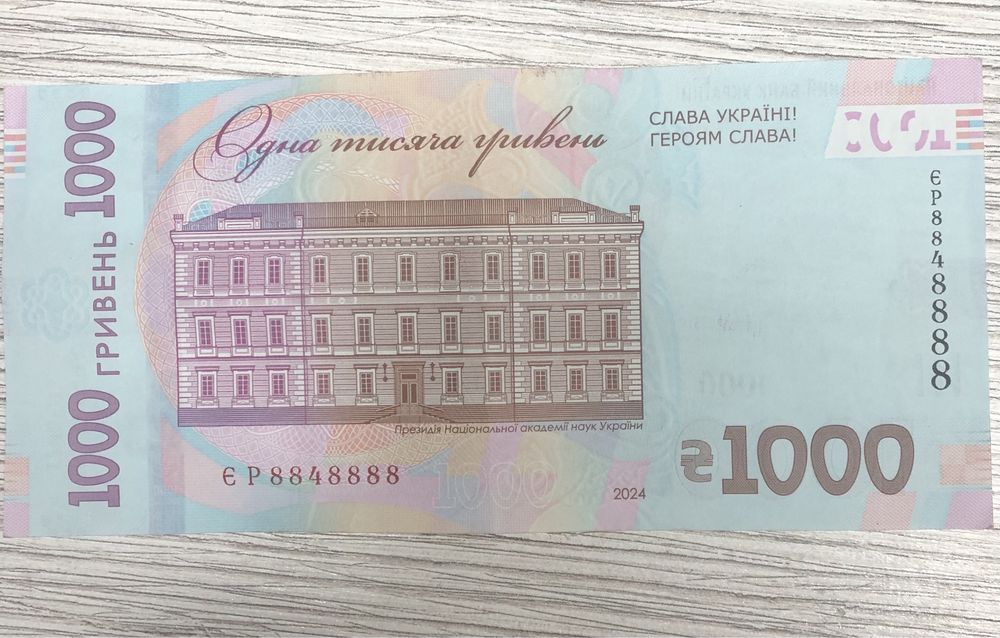 1000 ГРИВЕНЬ 1000
Одна тисяча гривень
СЛАВА УКРАЇНІ!
ГЕРОЯМ СЛАВА!
ЄР8848888
Президія Національної академії наук України
ЄР8848888
1000
2024
₴1000